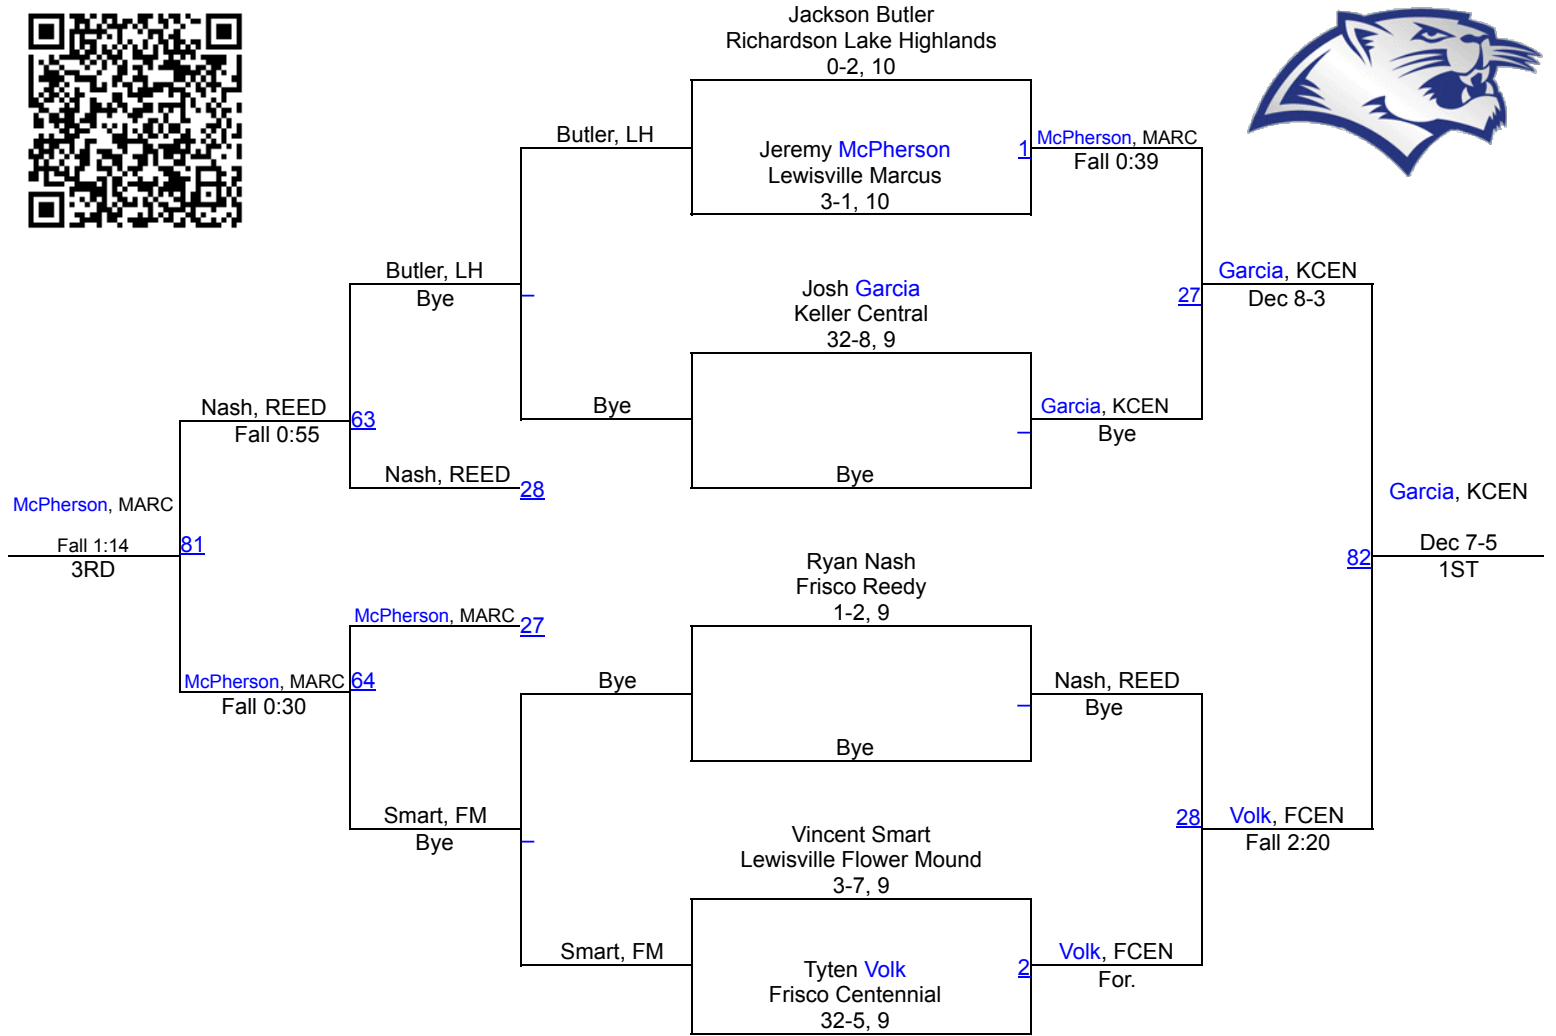 Jackson Butler
Richardson Lake Highlands
0-2, 10
Butler, LH
Jeremy McPherson
Lewisville Marcus
3-1, 10
1
McPherson, MARC
Fall 0:39
Butler, LH
Bye
Josh Garcia
Keller Central
32-8, 9
27
Garcia, KCEN
Dec 8-3
Nash, REED
Fall 0:55
63
Bye
Garcia, KCEN
Bye
Nash, REED
28
Bye
McPherson, MARC
Fall 1:14
3RD
81
Garcia, KCEN
Dec 7-5
1ST
82
Ryan Nash
Frisco Reedy
1-2, 9
McPherson, MARC
27
McPherson, MARC
Fall 0:30
64
Bye
Nash, REED
Bye
Bye
Smart, FM
Bye
Vincent Smart
Lewisville Flower Mound
3-7, 9
28
Volk, FCEN
Fall 2:20
Smart, FM
Tyten Volk
Frisco Centennial
32-5, 9
2
Volk, FCEN
For.